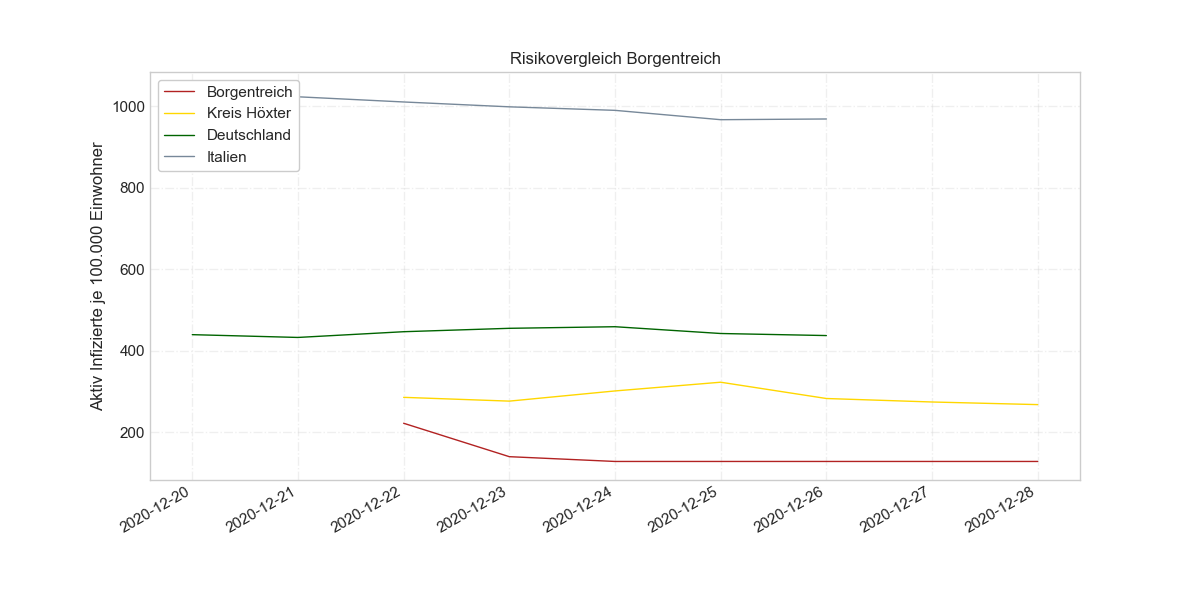 Risikovergleich Borgentreich
Borgentreich
Kreis Höxter
Deutschland
Italien
Aktiv Infizierte je 100.000 Einwohner
1000
800
600
400
200
2020-12-20
2020-12-21
2020-12-22
2020-12-23
2020-12-24
2020-12-25
2020-12-26
2020-12-27
2020-12-28